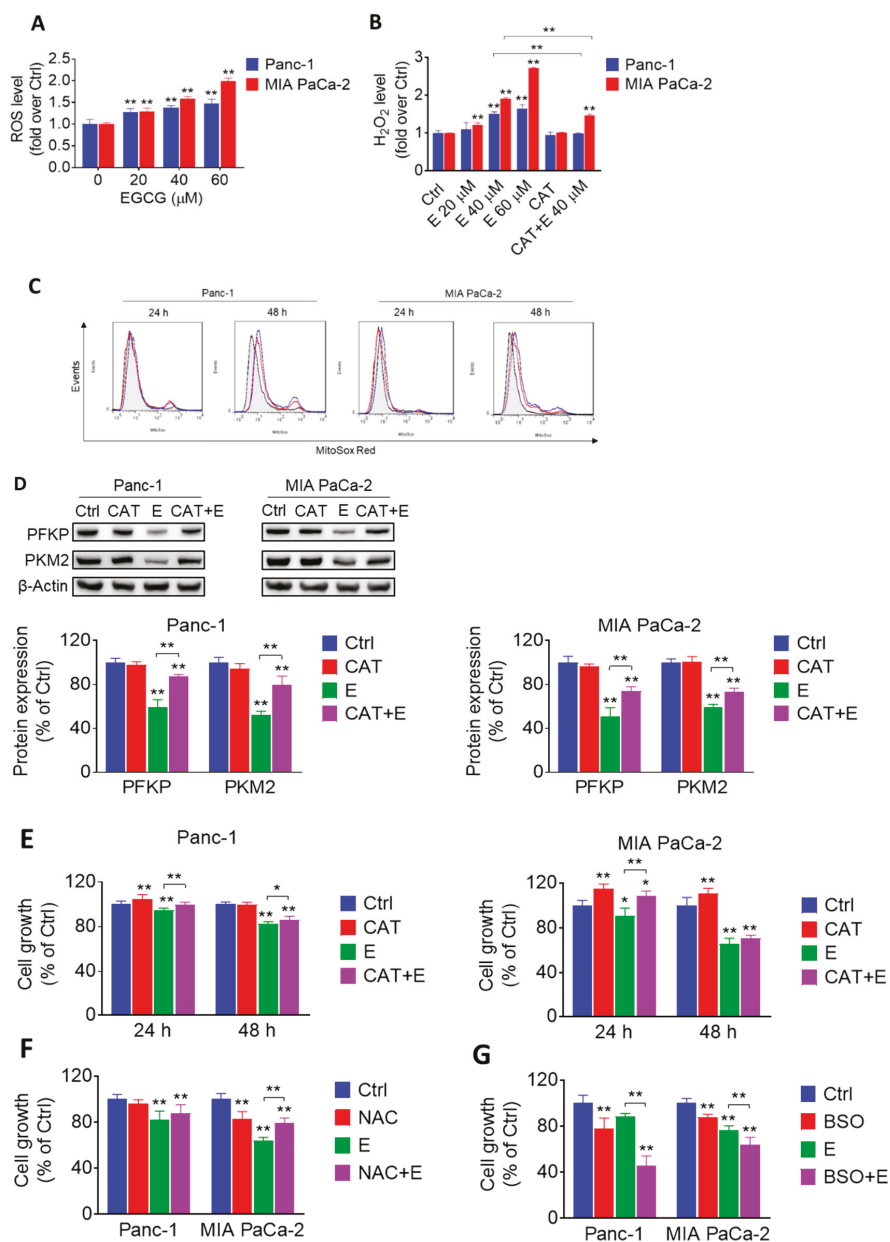 A
ROS level
(fold over Ctrl)
2.5
2.0
1.5
1.0
0.5
0.0
** ** ** ** ** **
0 20 40 60
EGCG (μM)
Panc-1
MIA PaCa-2
B
H2O2 level
(fold over Ctrl)
3
2
1
0
**
**
** ** ** ** ** **
Ctrl
E 20 μM
E 40 μM
E 60 μM
CAT
CAT+E 40 μM
Panc-1
MIA PaCa-2
C
Panc-1
MIA PaCa-2
24 h 48 h 24 h 48 h
Events
Events Events Events Events
MitoSox MitoSox MitoSox MitoSox
MitoSox Red
D
Panc-1
MIA PaCa-2
Ctrl CAT E CAT+E
Ctrl CAT E CAT+E
PFKP
PKM2
β-Actin
Panc-1
Protein expression
(% of Ctrl)
120
80
40
0
** ** **
** ** **
PFKP PKM2
Ctrl
CAT
E
CAT+E
MIA PaCa-2
Protein expression
(% of Ctrl)
120
80
40
0
** ** **
** ** **
PFKP PKM2
Ctrl
CAT
E
CAT+E
E
Panc-1
Cell growth
(% of Ctrl)
120
80
40
0
** ** **
* ** **
24 h 48 h
Ctrl
CAT
E
CAT+E
MIA PaCa-2
Cell growth
(% of Ctrl)
120
80
40
0
** * ** *
** ** **
24 h 48 h
Ctrl
CAT
E
CAT+E
F
Cell growth
(% of Ctrl)
120
80
40
0
** **
** ** ** **
Panc-1 MIA PaCa-2
Ctrl
NAC
E
NAC+E
G
Cell growth
(% of Ctrl)
120
80
40
0
** ** **
** ** ** **
Panc-1 MIA PaCa-2
Ctrl
BSO
E
BSO+E